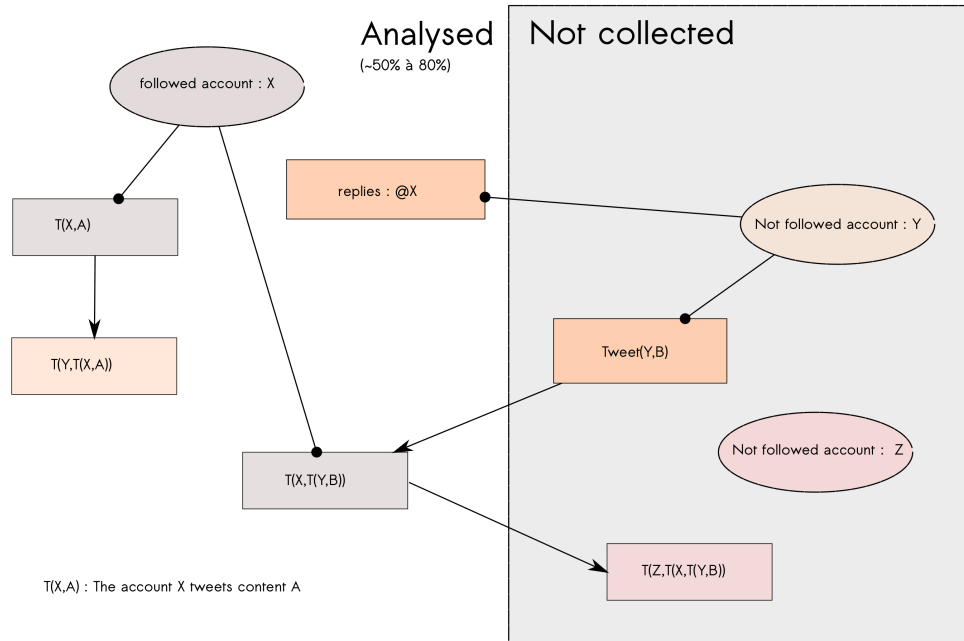 Analysed
(~50% à 80%)
Not collected
followed account : X
T(X,A)
T(Y,T(X,A))
replies : @X
Not followed account : Y
Tweet(Y,B)
T(X,T(Y,B))
Not followed account :  Z
T(Z,T(X,T(Y,B))
T(X,A) : The account X tweets content A